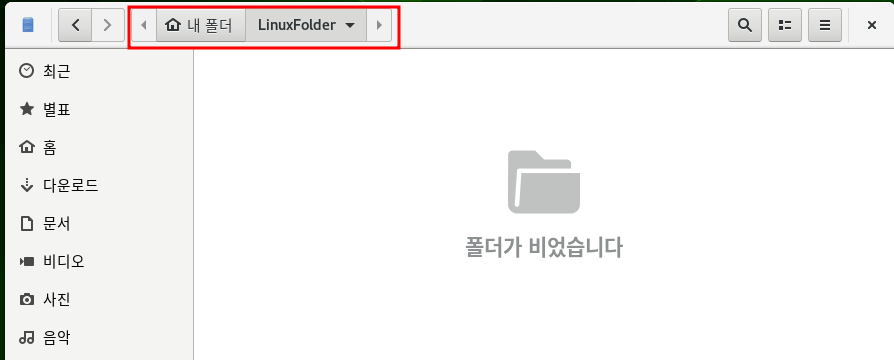 내 폴더 LinuxFolder
최근
별표
홈
다운로드
문서
비디오
사진
음악
폴더가 비었습니다